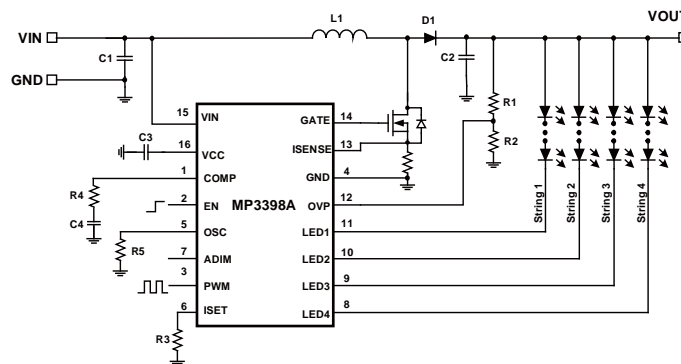 L1
D1
VOUT
VIN
C1
C2
GND
R1
R2
15
VIN
GATE
14
ISENSE
13
C3
16
VCC
GND
4
1
COMP
MP3398A
OVP
12
R4
2
EN
C4
5
OSC
LED1
11
R5
7
ADIM
LED2
10
3
PWM
LED3
9
6
ISET
LED4
8
R3
String 1
String 2
String 3
String 4